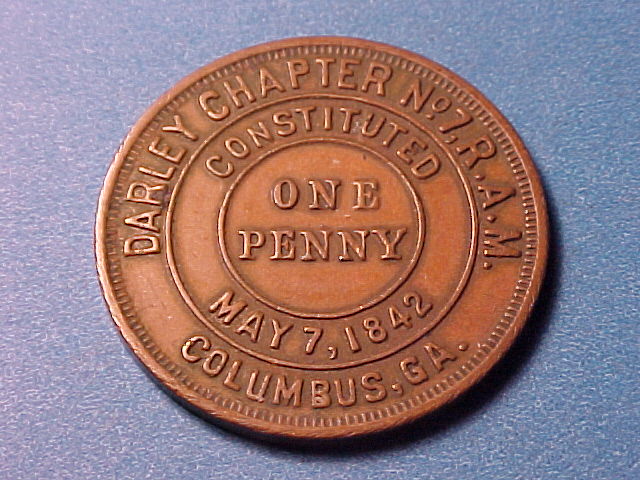 DARLEY CHAPTER No. 7, R.A.M.
CONSTITUTED
ONE
PENNY
MAY 7, 1842
COLUMBUS, GA.